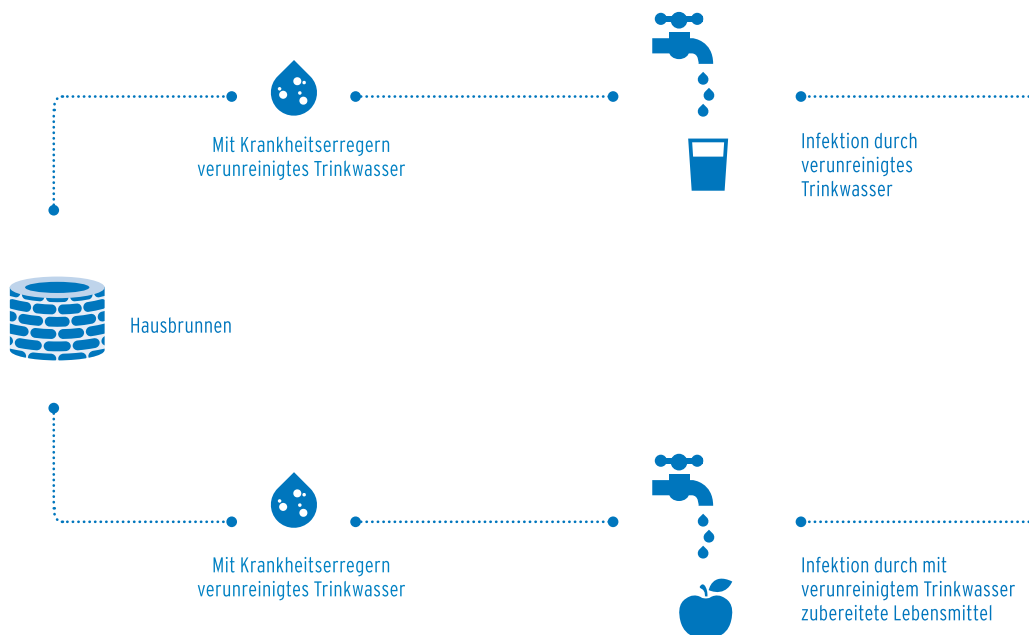 Mit Krankheitserregern
verunreinigtes Trinkwasser
Infektion durch
verunreinigtes
Trinkwasser
Hausbrunnen
Mit Krankheitserregern
verunreinigtes Trinkwasser
Infektion durch mit
verunreinigtem Trinkwasser
zubereitete Lebensmittel